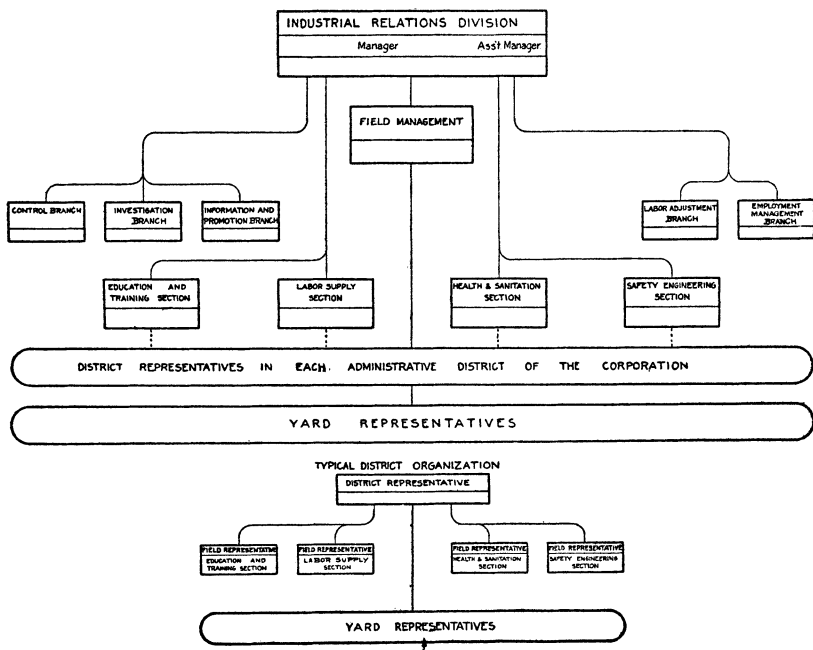 INDUSTRIAL RELATIONS DIVISION
Manager Ass't Manager
FIELD MANAGEMENT
CONTROL BRANCH
INVESTIGATION
BRANCH
INFORMATION AND
PROMOTION BRANCH
LABOR ADJUSTMENT
BRANCH
EMPLOYMENT
MANAGEMENT
BRANCH
EDUCATION AND
TRAINING SECTION
LABOR SUPPLY
SECTION
HEALTH & SANITATION
SECTION
SAFETY ENGINEERING
SECTION
DISTRICT REPRESENTATIVES IN EACH. ADMINISTRATIVE DISTRICT OF THE CORPORATION
YARD REPRESENTATIVES
TYPICAL DISTRICT ORGANIZATION
DISTRICT REPRESENTATIVE
FIELD REPRESENTATIVE
EDUCATION AND
TRAINING SECTION
FIELD REPRESENTATIVE
LABOR SUPPLY
SECTION
FIELD REPRESENTATIVE
HEALTH & SANITATION
SECTION
FIELD REPRESENTATIVE
SAFETY ENGINEERING
SECTION
YARD REPRESENTATIVES